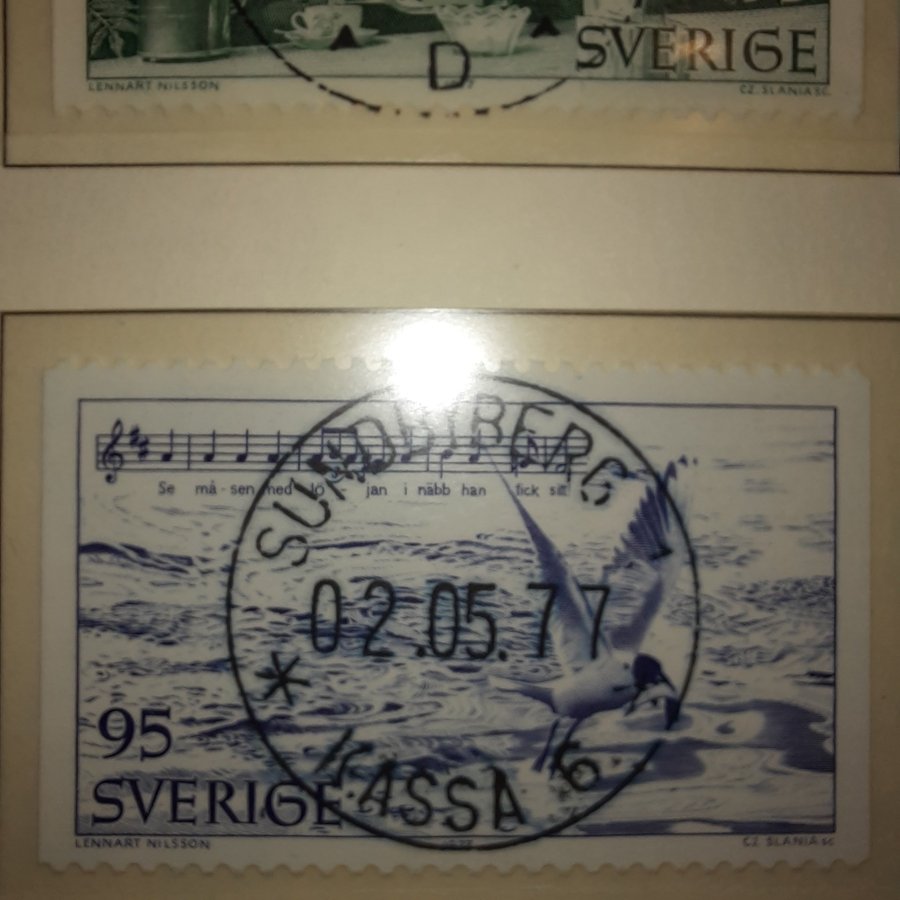 D
SVERIGE
LENNART NILSSON
CZ. SLANIA SC.
SUNDBYBERG 1
Se må-sen med lö jan i näbb han fick sitt
02.05.77
95
* KASSA 6
SVERIGE
LENNART NILSSON
CZ. SLANIA SC.